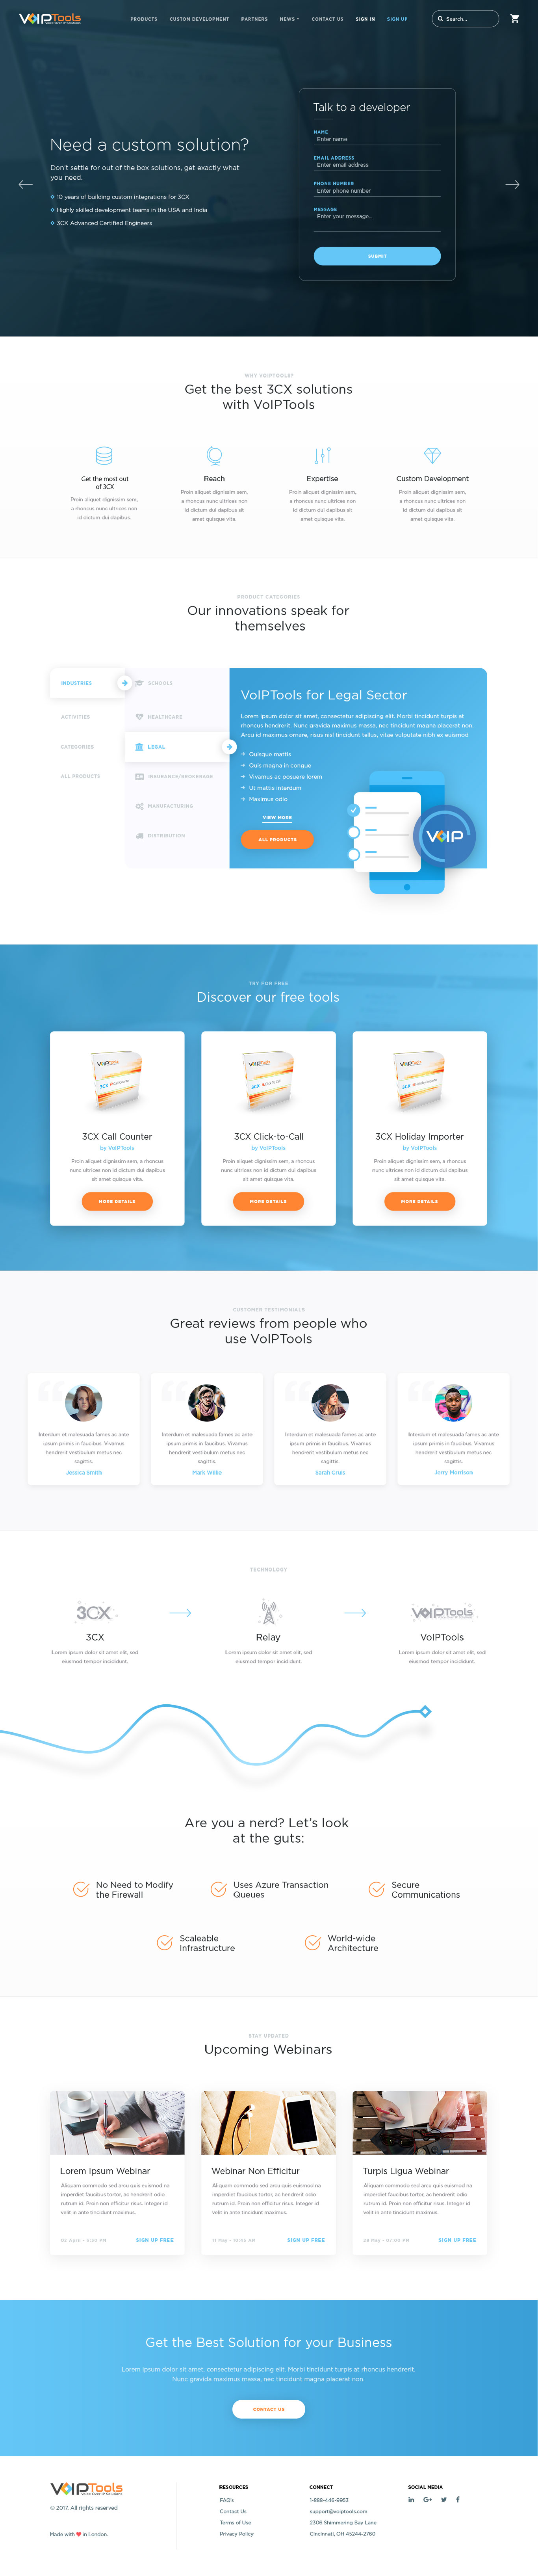 VOIPTools
PRODUCTS CUSTOM DEVELOPMENT PARTNERS NEWS CONTACT US SIGN IN SIGN UP Search...
Need a custom solution?
Don't settle for out of the box solutions, get exactly what
you need.
10 years of building custom integrations for 3CX
Highly skilled development teams in the USA and India
3CX Advanced Certified Engineers
Talk to a developer
NAME
Enter name
EMAIL ADDRESS
Enter email address
PHONE NUMBER
Enter phone number
MESSAGE
Enter your message...
SUBMIT
WHY VOIPTOOLS?
Get the best 3CX solutions
with VoIPTools
Get the most out
of 3CX
Proin aliquet dignissim sem,
a rhoncus nunc ultrices non
id dictum dui dapibus.
Reach
Proin aliquet dignissim sem,
a rhoncus nunc ultrices non
id dictum dui dapibus sit
amet quisque vita.
Expertise
Proin aliquet dignissim sem,
a rhoncus nunc ultrices non
id dictum dui dapibus sit
amet quisque vita.
Custom Development
Proin aliquet dignissim sem,
a rhoncus nunc ultrices non
id dictum dui dapibus sit
amet quisque vita.
PRODUCT CATEGORIES
Our innovations speak for
themselves
INDUSTRIES
ACTIVITIES
CATEGORIES
ALL PRODUCTS
SCHOOLS
HEALTHCARE
LEGAL
INSURANCE/BROKERAGE
MANUFACTURING
DISTRIBUTION
VoIPTools for Legal Sector
Lorem ipsum dolor sit amet, consectetur adipiscing elit. Morbi tincidunt turpis at
rhoncus hendrerit. Nunc gravida maximus massa, nec tincidunt magna placerat non.
Arcu id maximus ornare, risus nisl tincidunt tellus, vitae vulputate nibh ex euismod
Quisque mattis
Quis magna in congue
Vivamus ac posuere lorem
Ut mattis interdum
Maximus odio
VIEW MORE
ALL PRODUCTS
VOIP
TRY FOR FREE
Discover our free tools
3CX Call Counter
by VoIPTools
Proin aliquet dignissim sem, a rhoncus
nunc ultrices non id dictum dui dapibus
sit amet quisque vita.
MORE DETAILS
3CX Click-to-Call
by VoIPTools
Proin aliquet dignissim sem, a rhoncus
nunc ultrices non id dictum dui dapibus
sit amet quisque vita.
MORE DETAILS
3CX Holiday Importer
by VoIPTools
Proin aliquet dignissim sem, a rhoncus
nunc ultrices non id dictum dui dapibus
sit amet quisque vita.
MORE DETAILS
CUSTOMER TESTIMONIALS
Great reviews from people who
use VoIPTools
Interdum et malesuada fames ac ante
ipsum primis in faucibus. Vivamus
hendrerit vestibulum metus nec
sagittis.
Jessica Smith
Interdum et malesuada fames ac ante
ipsum primis in faucibus. Vivamus
hendrerit vestibulum metus nec
sagittis.
Mark Willie
Interdum et malesuada fames ac ante
ipsum primis in faucibus. Vivamus
hendrerit vestibulum metus nec
sagittis.
Sarah Cruis
Interdum et malesuada fames ac ante
ipsum primis in faucibus. Vivamus
hendrerit vestibulum metus nec
sagittis.
Jerry Morrison
TECHNOLOGY
3CX
3CX
Lorem ipsum dolor sit amet elit, sed
eiusmod tempor incididunt.
Relay
Lorem ipsum dolor sit amet elit, sed
eiusmod tempor incididunt.
VOIPTools
VoIPTools
Lorem ipsum dolor sit amet elit, sed
eiusmod tempor incididunt.
Are you a nerd? Let's look
at the guts:
No Need to Modify
the Firewall
Uses Azure Transaction
Queues
Secure
Communications
Scaleable
Infrastructure
World-wide
Architecture
STAY UPDATED
Upcoming Webinars
Lorem Ipsum Webinar
Aliquam commodo sed arcu quis euismod na
imperdiet faucibus tortor, ac hendrerit odio
rutrum id. Proin non efficitur risus. Integer id
velit in ante tincidunt maximus.
02 April - 6:30 PM SIGN UP FREE
Webinar Non Efficitur
Aliquam commodo sed arcu quis euismod na
imperdiet faucibus tortor, ac hendrerit odio
rutrum id. Proin non efficitur risus. Integer id
velit in ante tincidunt maximus.
11 May - 10:45 AM SIGN UP FREE
Turpis Ligua Webinar
Aliquam commodo sed arcu quis euismod na
imperdiet faucibus tortor, ac hendrerit odio
rutrum id. Proin non efficitur risus. Integer id
velit in ante tincidunt maximus.
28 May - 07:00 PM SIGN UP FREE
Get the Best Solution for your Business
Lorem ipsum dolor sit amet, consectetur adipiscing elit. Morbi tincidunt turpis at rhoncus hendrerit.
Nunc gravida maximus massa, nec tincidunt magna placerat non.
CONTACT US
VOIPTools
© 2017. All rights reserved
Made with in London.
RESOURCES
FAQ's
Contact Us
Terms of Use
Privacy Policy
CONNECT
1-888-446-9953
support@voiptools.com
2306 Shimmering Bay Lane
Cincinnati, OH 45244-2760
SOCIAL MEDIA